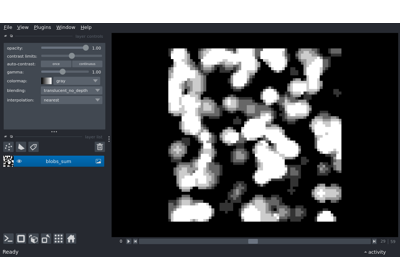 File View Plugins Window Help
opacity: 1.00
contrast limits:
auto-contrast: once continuous
gamma: 1.00
colormap: gray
blending: translucent_no_depth
interpolation: nearest
blobs_sum
Ready
activity